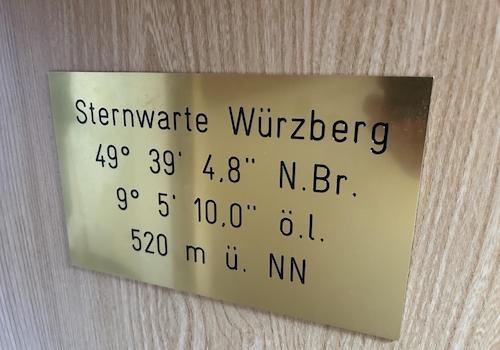 Sternwarte Würzberg
49° 39' 4,8" N.Br.
9° 5' 10,0" ö.l.
520 m ü. NN